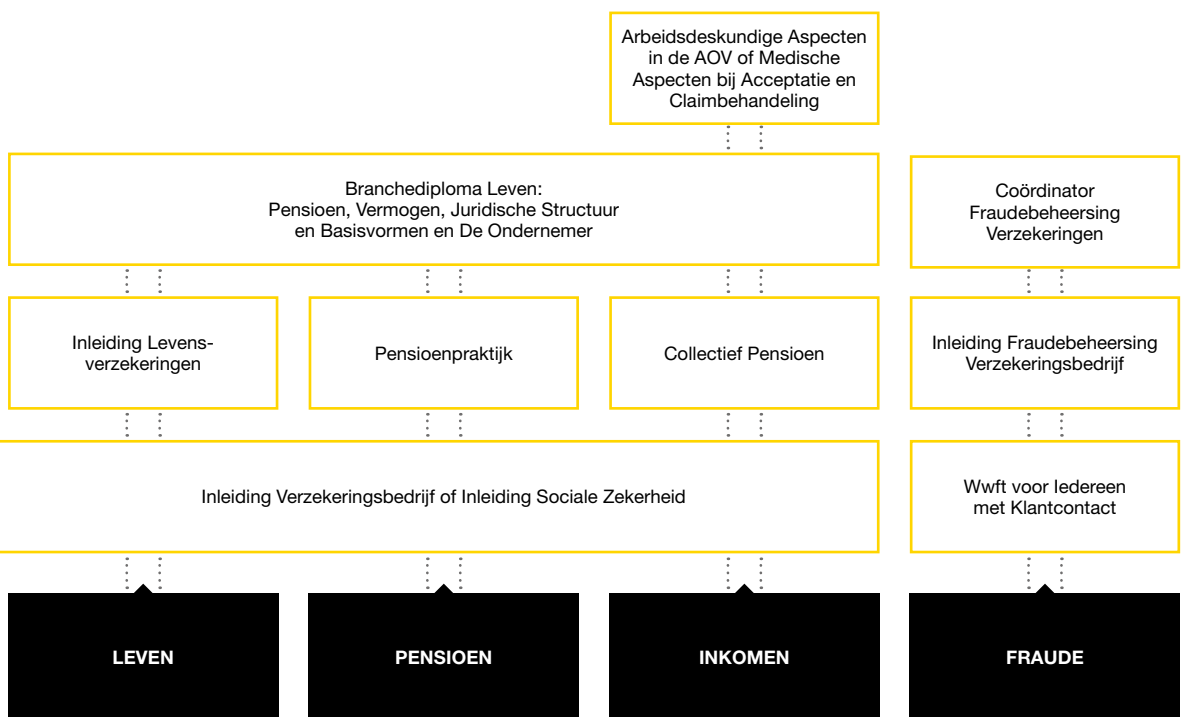 Arbeidsdeskundige Aspecten
in de AOV of Medische
Aspecten bij Acceptatie en
Claimbehandeling
Branchediploma Leven:
Pensioen, Vermogen, Juridische Structuur
en Basisvormen en De Ondernemer
Coördinator
Fraudebeheersing
Verzekeringen
Inleiding Levens-
verzekeringen
Pensioenpraktijk
Collectief Pensioen
Inleiding Fraudebeheersing
Verzekeringsbedrijf
Inleiding Verzekeringsbedrijf of Inleiding Sociale Zekerheid
Wwft voor Iedereen
met Klantcontact
LEVEN
PENSIOEN
INKOMEN
FRAUDE